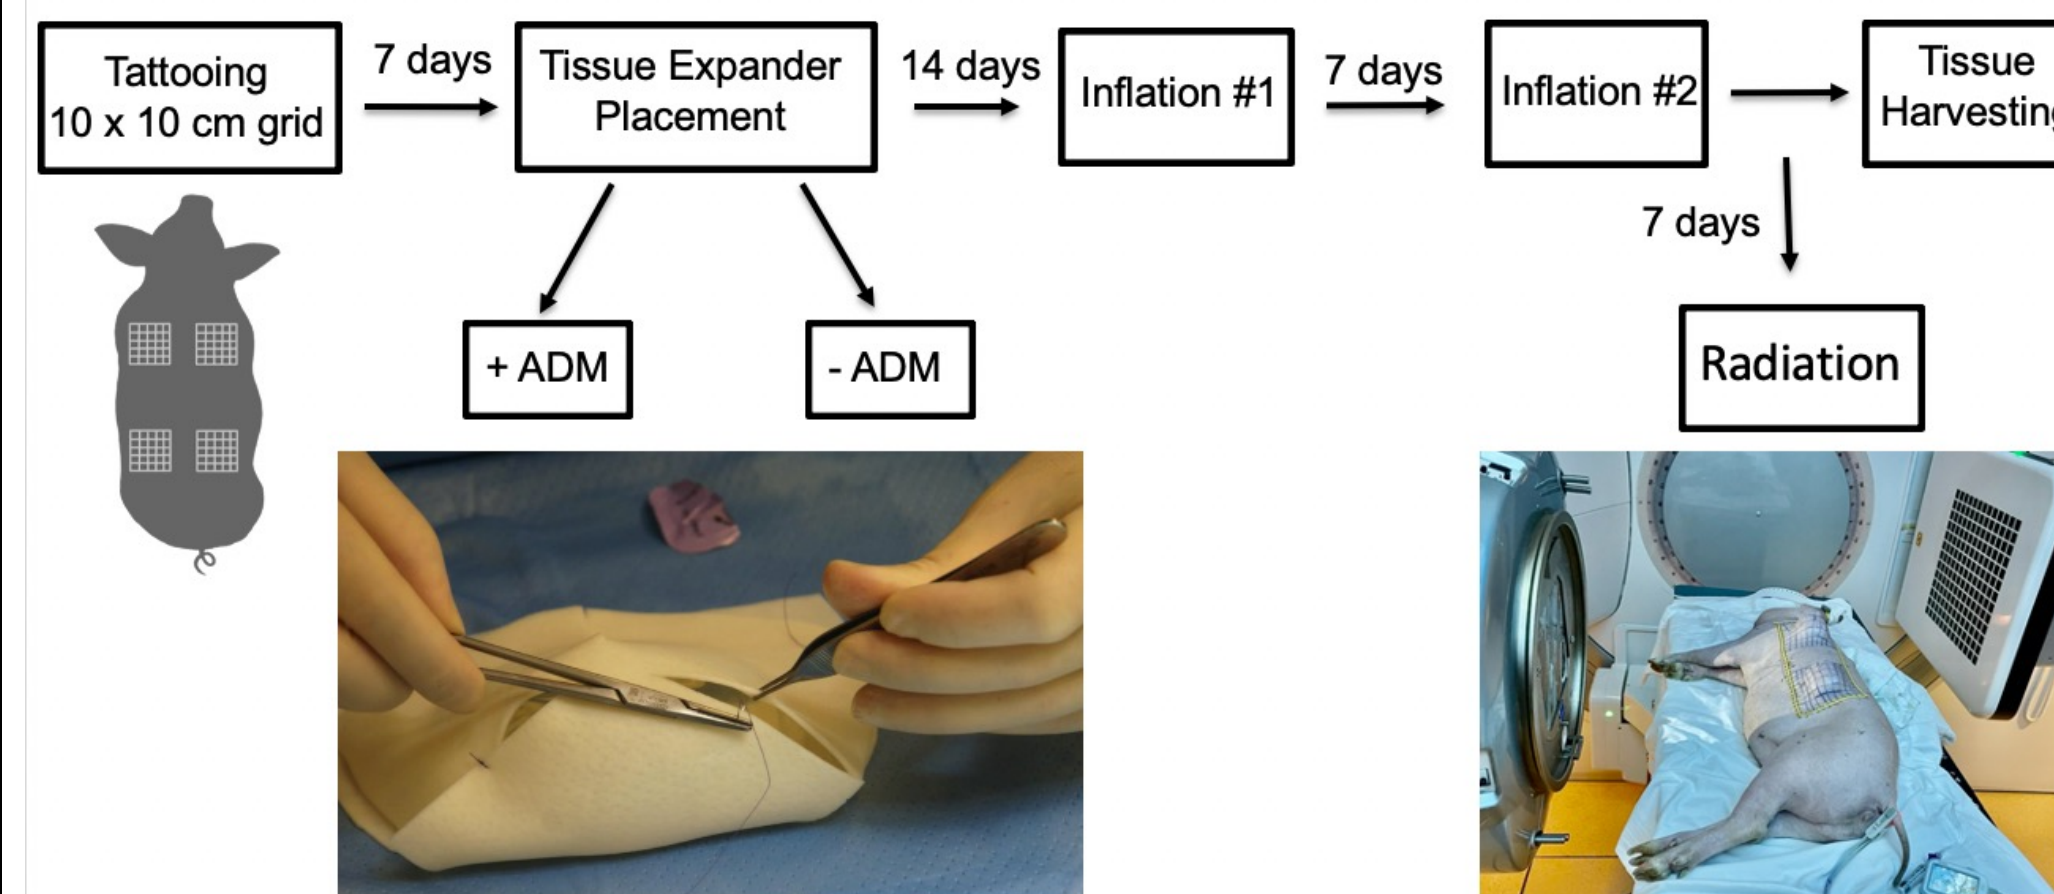 Tattooing
10 x 10 cm grid
7 days
Tissue Expander
Placement
14 days
Inflation #1
7 days
Inflation #2
Tissue
7 days
+ ADM
- ADM
Radiation